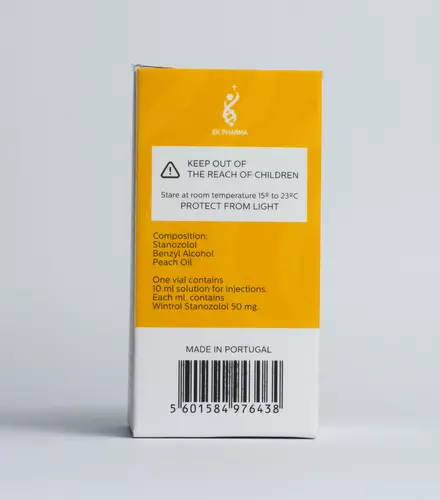 EK PHARMA
KEEP OUT OF
THE REACH OF CHILDREN
Stare at room temperature 15º to 23ºC
PROTECT FROM LIGHT
Composition:
Stanozolol
Benzyl Alcohol
Peach Oil
One vial contains
10 ml solution for injections.
Each ml. contains
Wintrol Stanozolol 50 mg.
MADE IN PORTUGAL
5 601584 976438